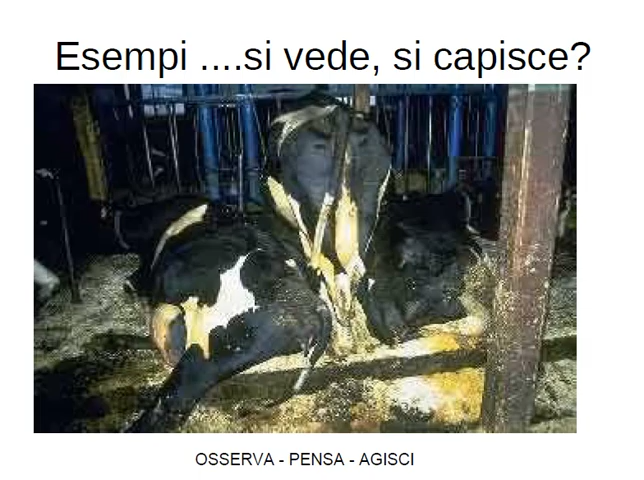 Esempi ....si vede, si capisce?
OSSERVA - PENSA - AGISCI